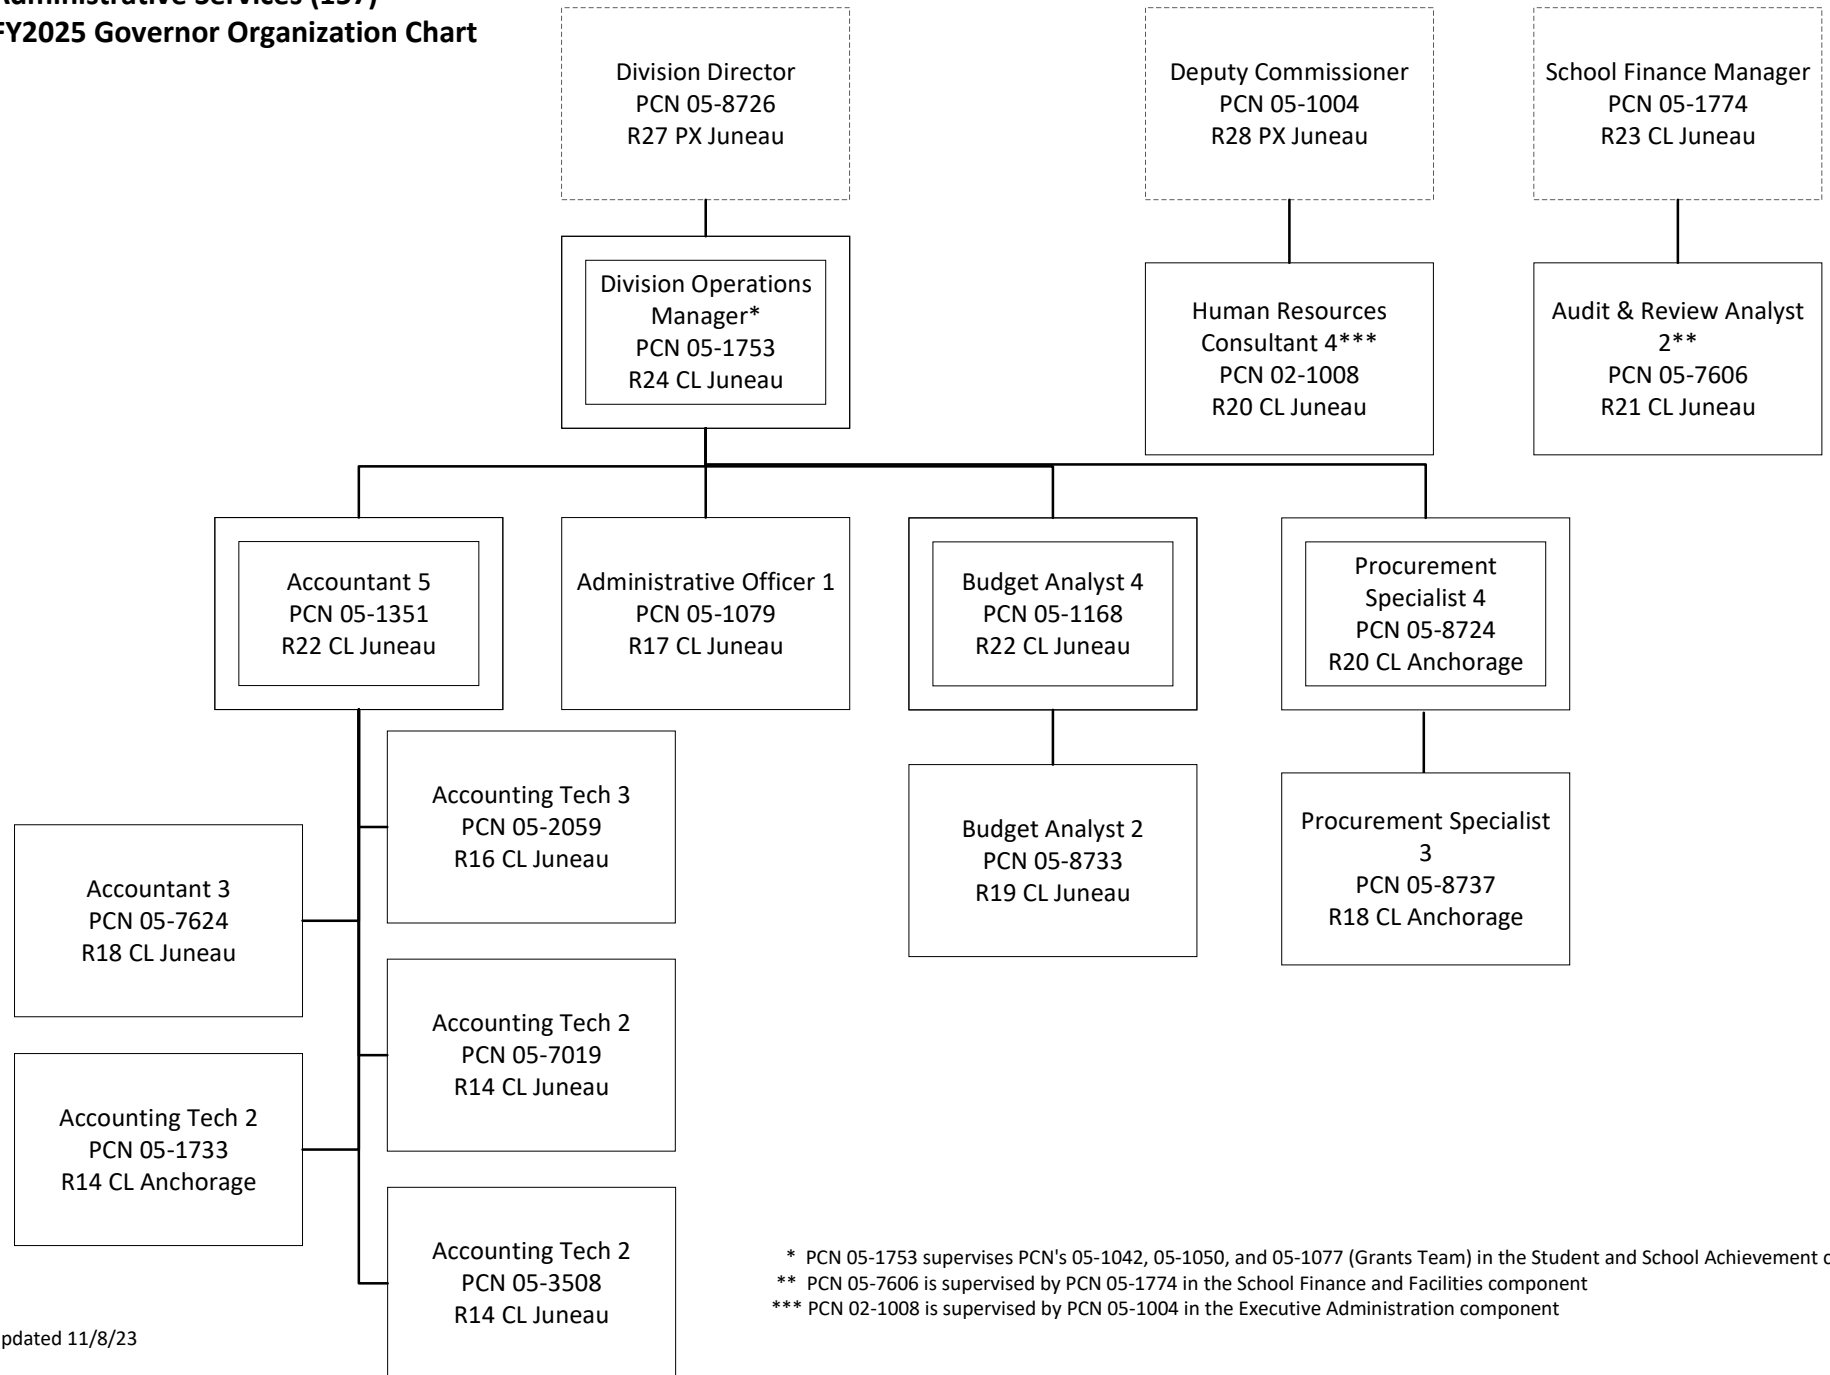 Administrative Services (157)
FY2025 Governor Organization Chart
Division Director
PCN 05-8726
R27 PX Juneau
Deputy Commissioner
PCN 05-1004
R28 PX Juneau
School Finance Manager
PCN 05-1774
R23 CL Juneau
Division Operations
Manager*
PCN 05-1753
R24 CL Juneau
Human Resources
Consultant 4***
PCN 02-1008
R20 CL Juneau
Audit & Review Analyst
2**
PCN 05-7606
R21 CL Juneau
Accountant 5
PCN 05-1351
R22 CL Juneau
Administrative Officer 1
PCN 05-1079
R17 CL Juneau
Budget Analyst 4
PCN 05-1168
R22 CL Juneau
Procurement
Specialist 4
PCN 05-8724
R20 CL Anchorage
Accounting Tech 3
PCN 05-2059
R16 CL Juneau
Budget Analyst 2
PCN 05-8733
R19 CL Juneau
Procurement Specialist
3
PCN 05-8737
R18 CL Anchorage
Accountant 3
PCN 05-7624
R18 CL Juneau
Accounting Tech 2
PCN 05-7019
R14 CL Juneau
Accounting Tech 2
PCN 05-1733
R14 CL Anchorage
Accounting Tech 2
PCN 05-3508
R14 CL Juneau
* PCN 05-1753 supervises PCN's 05-1042, 05-1050, and 05-1077 (Grants Team) in the Student and School Achievement
** PCN 05-7606 is supervised by PCN 05-1774 in the School Finance and Facilities component
*** PCN 02-1008 is supervised by PCN 05-1004 in the Executive Administration component
pdated 11/8/23